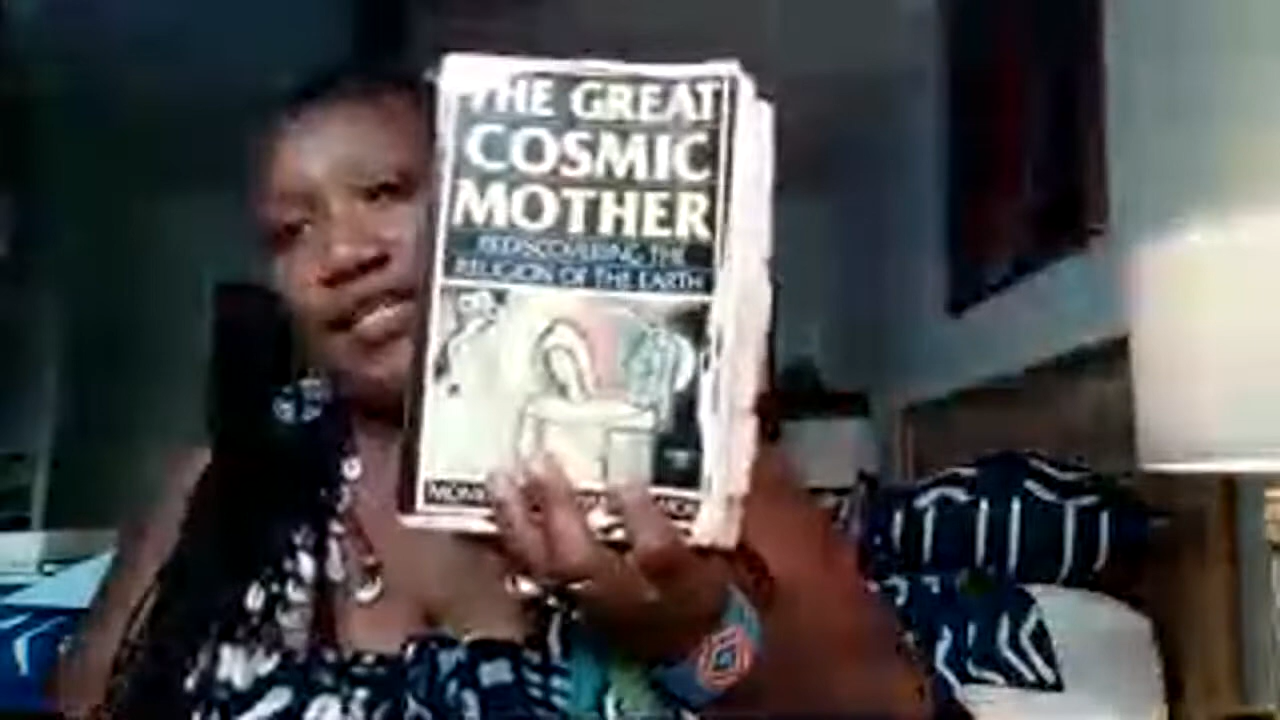 THE GREAT
COSMIC
MOTHER
REDISCOVERING THE
RELIGION OF THE EARTH